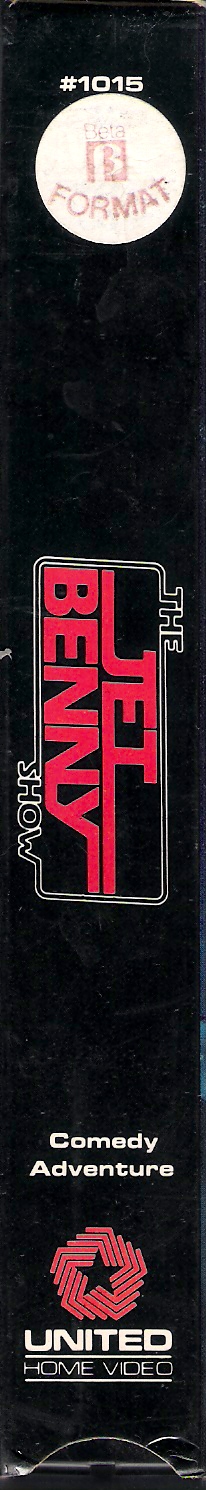 #1015
Beta
β
FORMAT
THE
JET
BENNY
SHOW
Comedy
Adventure
UNITED
HOME VIDEO